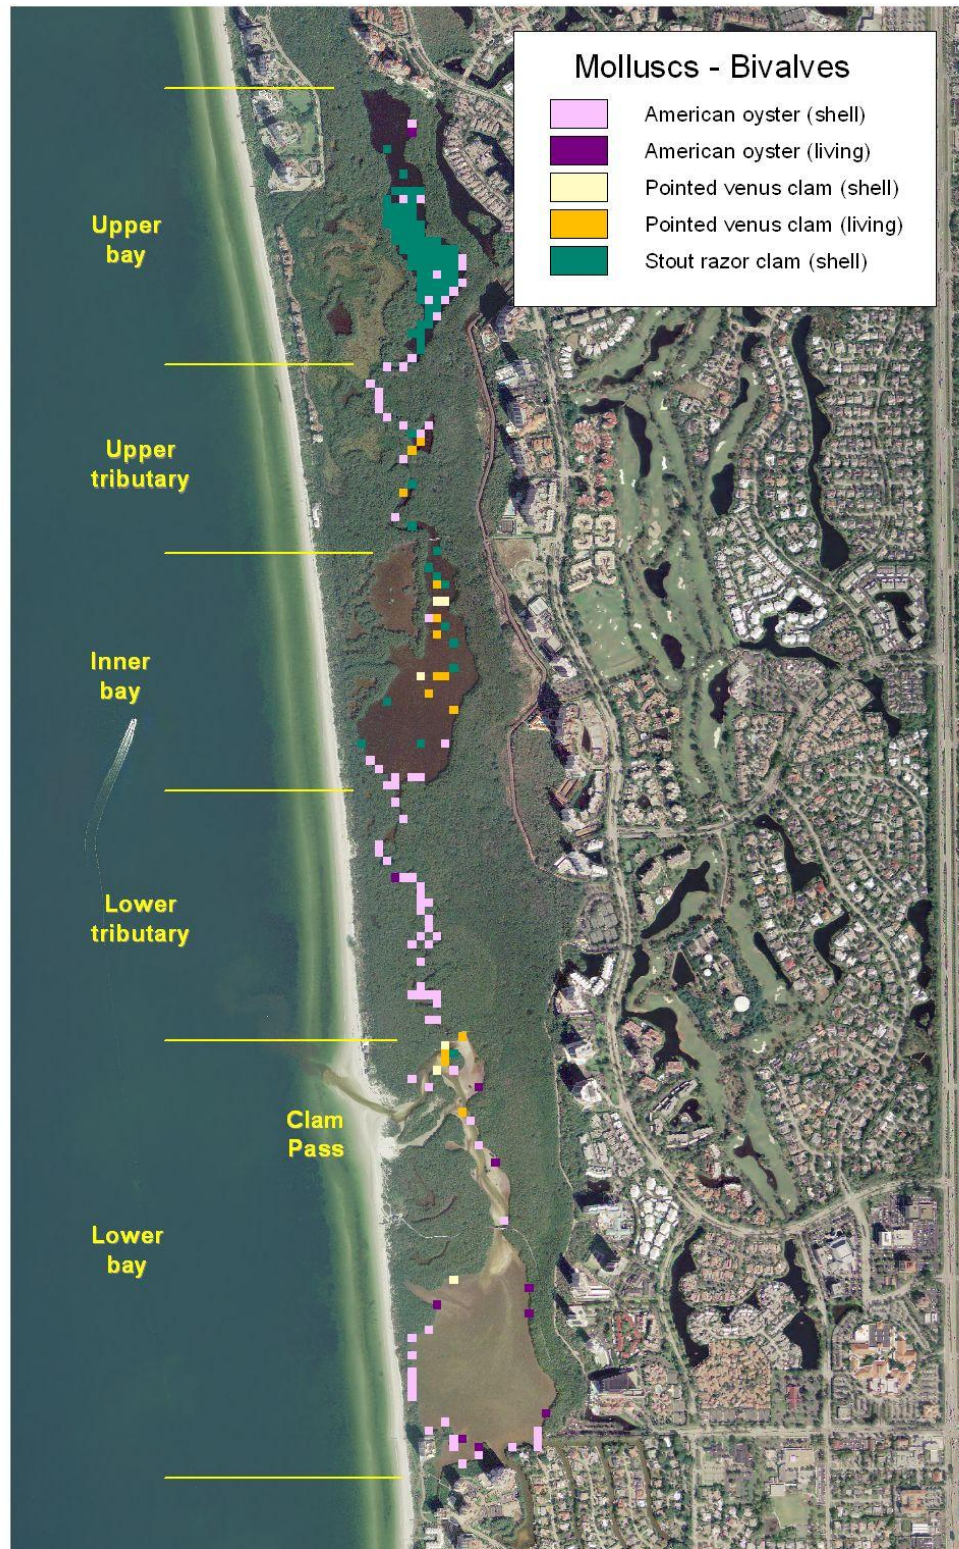 Molluscs - Bivalves
American oyster (shell)
American oyster (living)
Pointed venus clam (shell)
Pointed venus clam (living)
Stout razor clam (shell)
Upper
bay
Upper
tributary
Inner
bay
Lower
tributary
Clam
Pass
Lower
bay